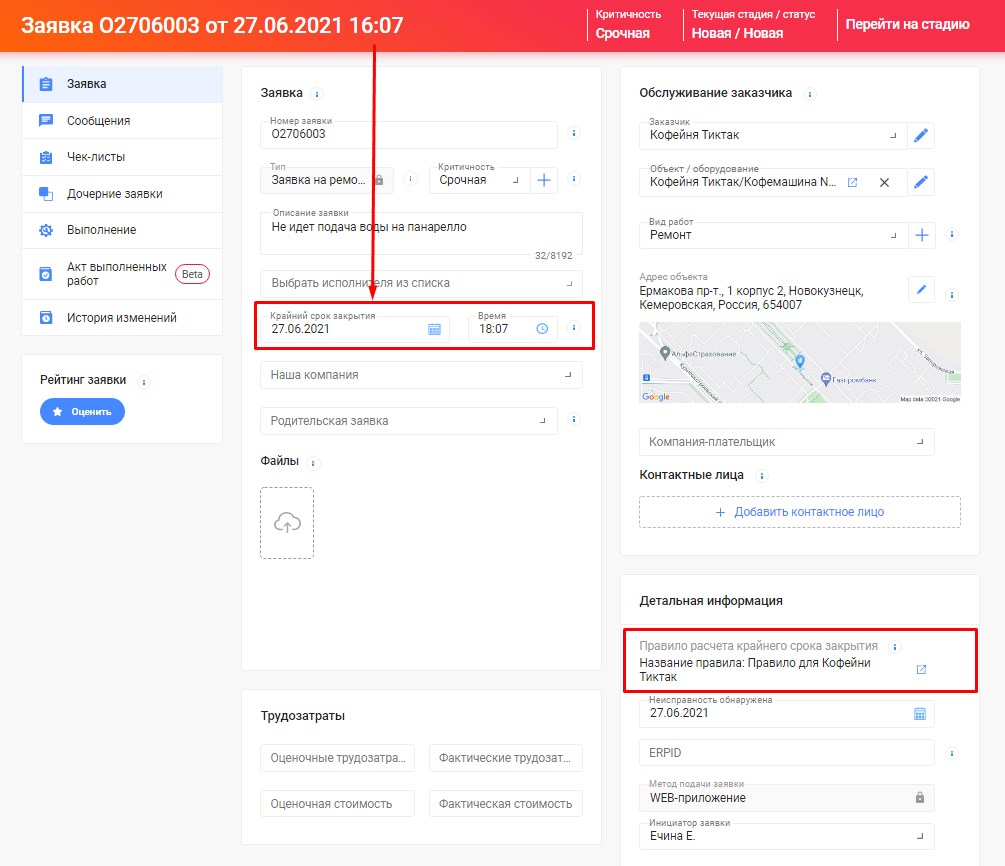 Заявка О2706003 от 27.06.2021 16:07
Критичность
Срочная
Текущая стадия / статус
Новая / Новая
Перейти на стадию
Заявка
Сообщения
Чек-листы
Дочерние заявки
Выполнение
Акт выполненных
работ
Beta
История изменений
Рейтинг заявки
Оценить
Заявка
Номер заявки
О2706003
Тип
Заявка на ремо...
Критичность
Срочная
Описание заявки
Не идет подача воды на панарелло
32/8192
Выбрать исполнителя из списка
Крайний срок закрытия
27.06.2021
Время
18:07
Наша компания
Родительская заявка
Файлы
Трудозатраты
Оценочные трудозатра...
Фактические трудозат...
Оценочная стоимость
Фактическая стоимость
Обслуживание заказчика
Заказчик
Кофейня Тиктак
Объект / оборудование
Кофейня Тиктак/Кофемашина N...
Вид работ
Ремонт
Адрес объекта
Ермакова пр-т., 1 корпус 2, Новокузнецк,
Кемеровская, Россия, 654007
АльфаСтрахование
Газпромбанк
Google
Map data ©2021 Google
Компания-плательщик
Контактные лица
Добавить контактное лицо
Детальная информация
Правило расчета крайнего срока закрытия
Название правила: Правило для Кофейни
Тиктак
Неисправность обнаружена
27.06.2021
ERPID
Метод подачи заявки
WEB-приложение
Инициатор заявки
Ечина Е.